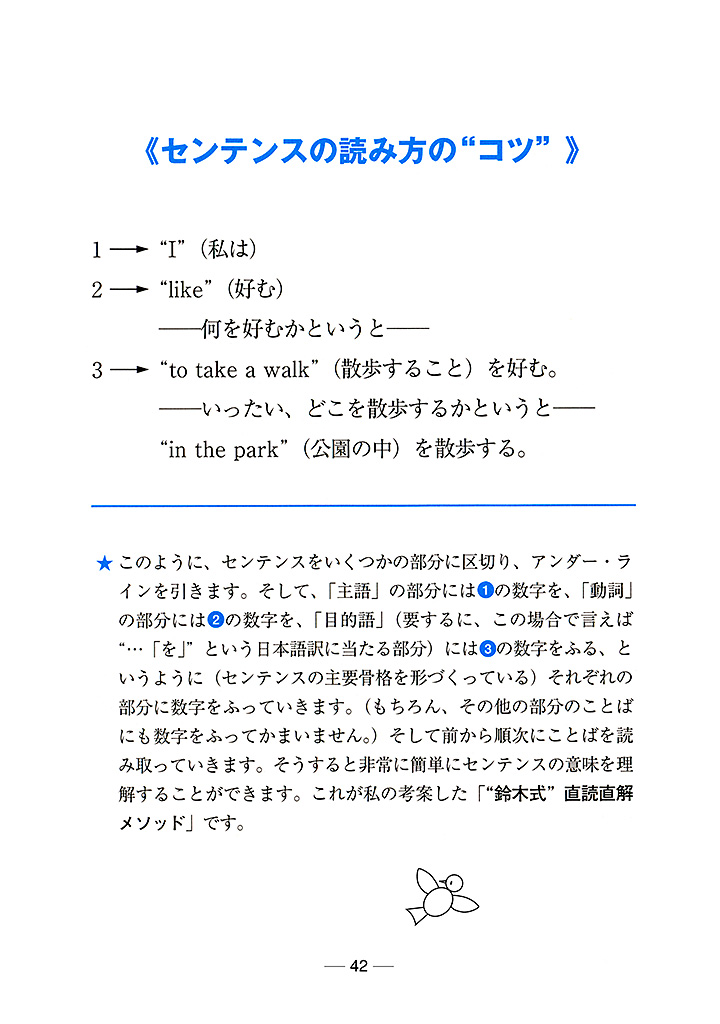 《センテンスの読み方の“コツ”》
1 → “I”（私は）
2 → “like”（好む）
――何を好むかというと――
3 → “to take a walk”（散歩すること）を好む。
――いったい、どこを散歩するかというと――
“in the park”（公園の中）を散歩する。
★ このように、センテンスをいくつかの部分に区切り、アンダー・ラ
インを引きます。そして、「主語」の部分には❶の数字を、「動詞」
の部分には❷の数字を、「目的語」（要するに、この場合で言えば
“…「を」” という日本語訳に当たる部分）には❸の数字をふる、と
いうように（センテンスの主要骨格を形づくっている）それぞれの
部分に数字をふっていきます。（もちろん、その他の部分のことば
にも数字をふってかまいません。）そして前から順次にことばを読
み取っていきます。そうすると非常に簡単にセンテンスの意味を理
解することができます。これが私の考案した「“鈴木式” 直読直解
メソッド」です。
― 42 ―